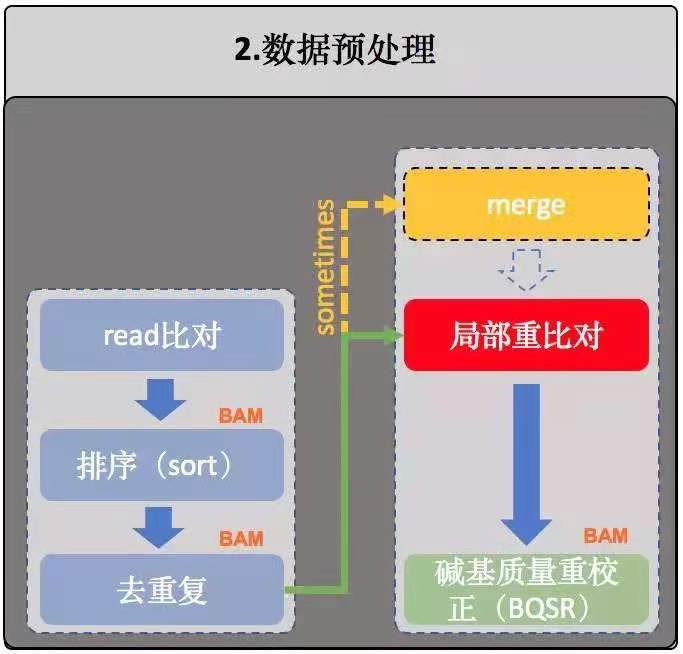 2.数据预处理
read比对
BAM
排序（sort）
BAM
去重复
sometimes
merge
局部重比对
BAM
碱基质量重校
正（BQSR）